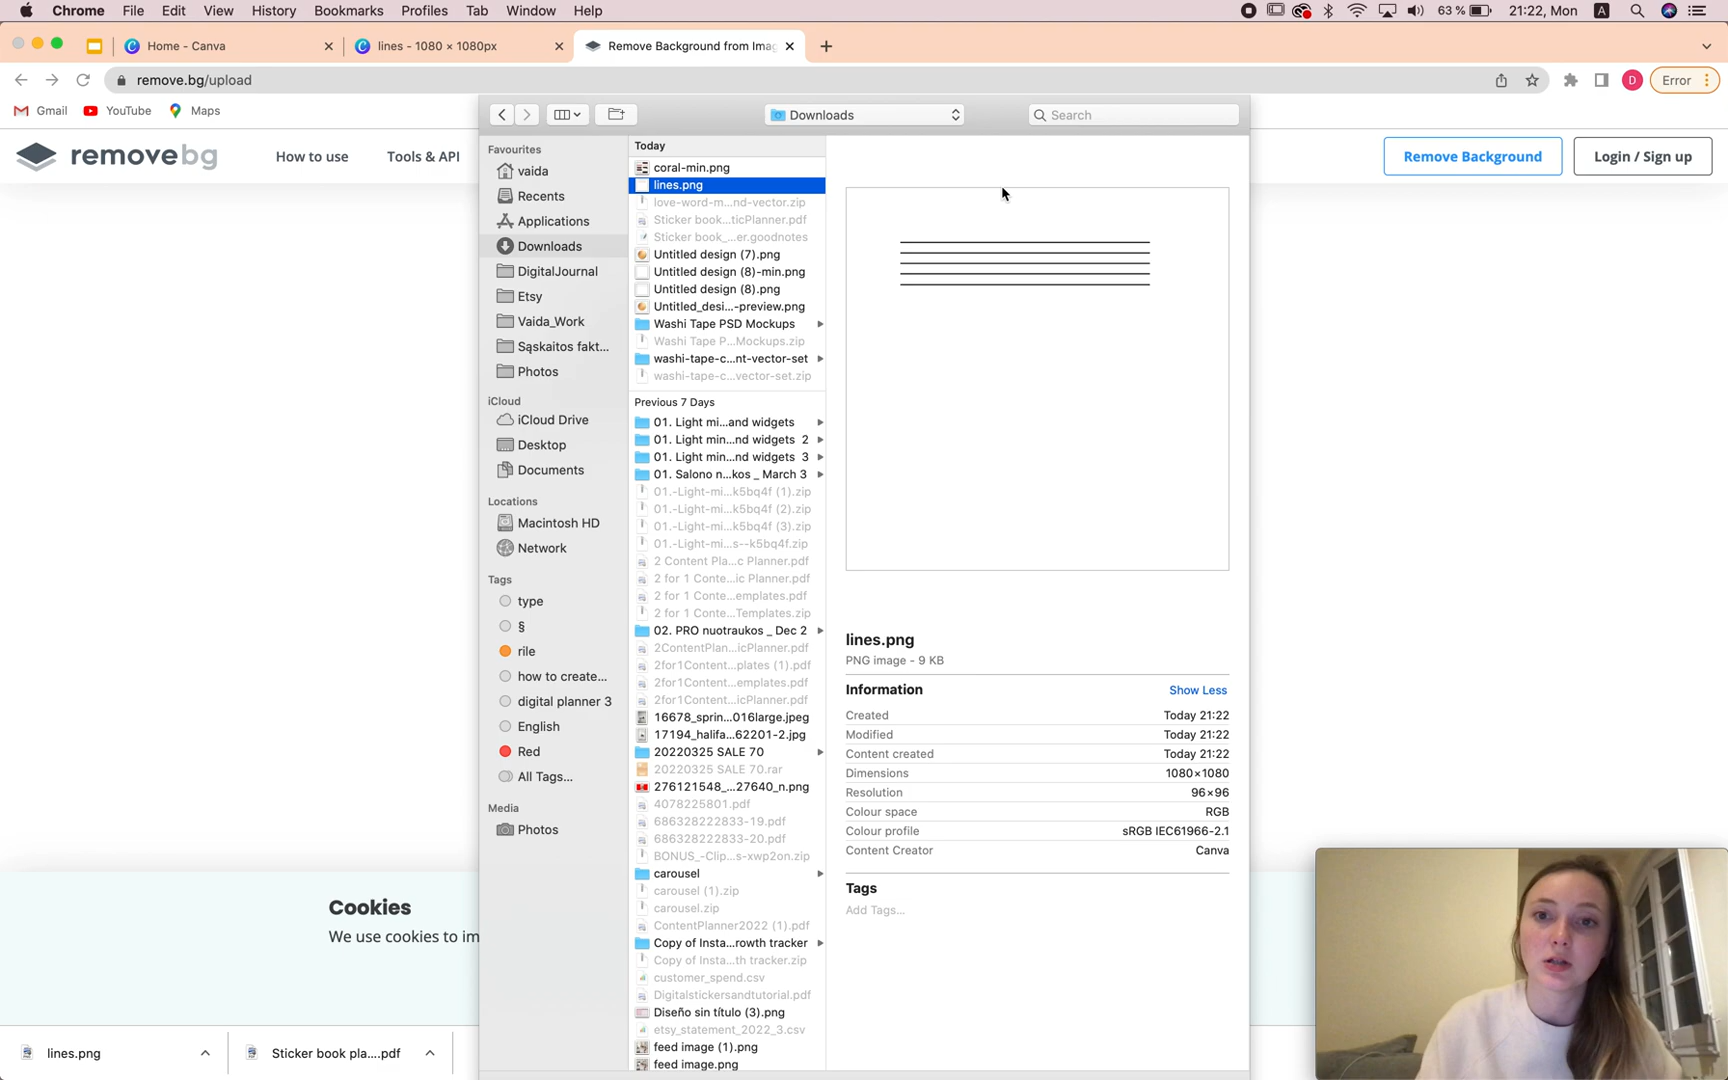 Chrome File Edit View History Bookmarks Profiles Tab Window Help 63 % 21:22, Mon A
Home - Canva lines - 1080 × 1080px Remove Background from Imag
remove.bg/upload D Error
Gmail YouTube Maps
removebg How to use Tools & API Remove Background Login / Sign up
Downloads Search
Favourites
vaida
Recents
Applications
Downloads
DigitalJournal
Etsy
Vaida_Work
Sąskaitos fakt...
Photos
iCloud
iCloud Drive
Desktop
Documents
Locations
Macintosh HD
Network
Tags
type
§
rile
how to create...
digital planner 3
English
Red
All Tags...
Media
Photos
Today
coral-min.png
lines.png
love-word-m...nd-vector.zip
Sticker book...ticPlanner.pdf
Sticker book_...er.goodnotes
Untitled design (7).png
Untitled design (8)-min.png
Untitled design (8).png
Untitled_desi...-preview.png
Washi Tape PSD Mockups
Washi Tape P...Mockups.zip
washi-tape-c...nt-vector-set
washi-tape-c...vector-set.zip
Previous 7 Days
01. Light mi...and widgets
01. Light min...nd widgets 2
01. Light min...nd widgets 3
01. Salono n...kos _ March 3
01.-Light-mi...k5bq4f (1).zip
01.-Light-mi...k5bq4f (2).zip
01.-Light-mi...k5bq4f (3).zip
01.-Light-mi...s--k5bq4f.zip
2 Content Pla...c Planner.pdf
2 for 1 Conte...ic Planner.pdf
2 for 1 Conte...emplates.pdf
2 for 1 Conte...Templates.zip
02. PRO nuotraukos _ Dec 2
2ContentPlan...icPlanner.pdf
2for1Content...plates (1).pdf
2for1Content...emplates.pdf
2for1Content...icPlanner.pdf
16678_sprin...016large.jpeg
17194_halifa...62201-2.jpg
20220325 SALE 70
20220325 SALE 70.rar
276121548_...27640_n.png
4078225801.pdf
686328222833-19.pdf
686328222833-20.pdf
BONUS_-Clip...s-xwp2on.zip
carousel
carousel (1).zip
carousel.zip
ContentPlanner2022 (1).pdf
Copy of Insta...rowth tracker
Copy of Insta...th tracker.zip
customer_spend.csv
Digitalstickersandtutorial.pdf
Diseño sin título (3).png
etsy_statement_2022_3.csv
feed image (1).png
feed image.png
lines.png
PNG image - 9 KB
Information Show Less
Created Today 21:22
Modified Today 21:22
Content created Today 21:22
Dimensions 1080×1080
Resolution 96×96
Colour space RGB
Colour profile sRGB IEC61966-2.1
Content Creator Canva
Tags
Add Tags...
Cookies
We use cookies to im
lines.png Sticker book pla....pdf